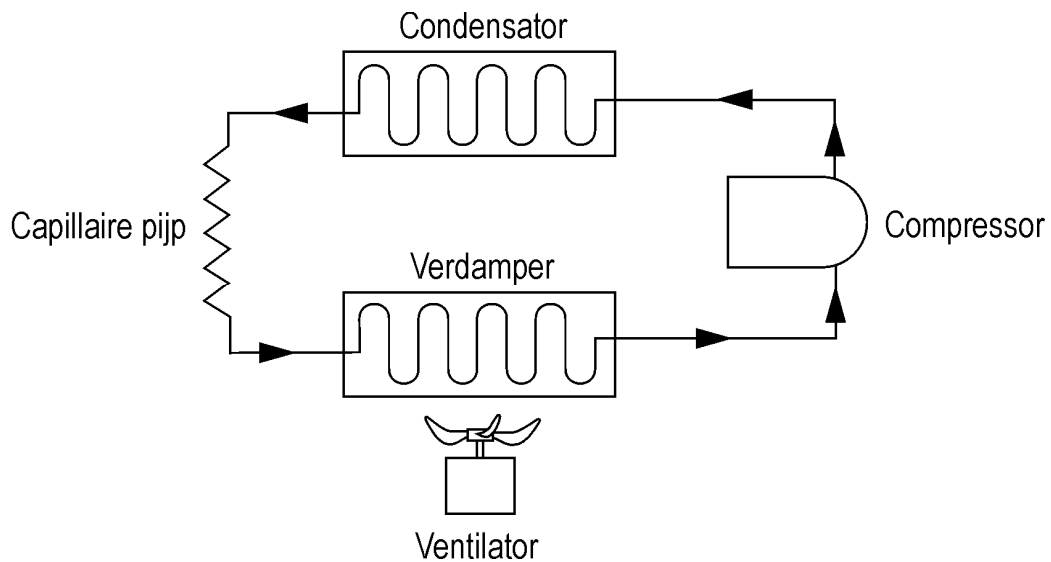 Condensator
Capillaire pijp
Compressor
Verdamper
Ventilator